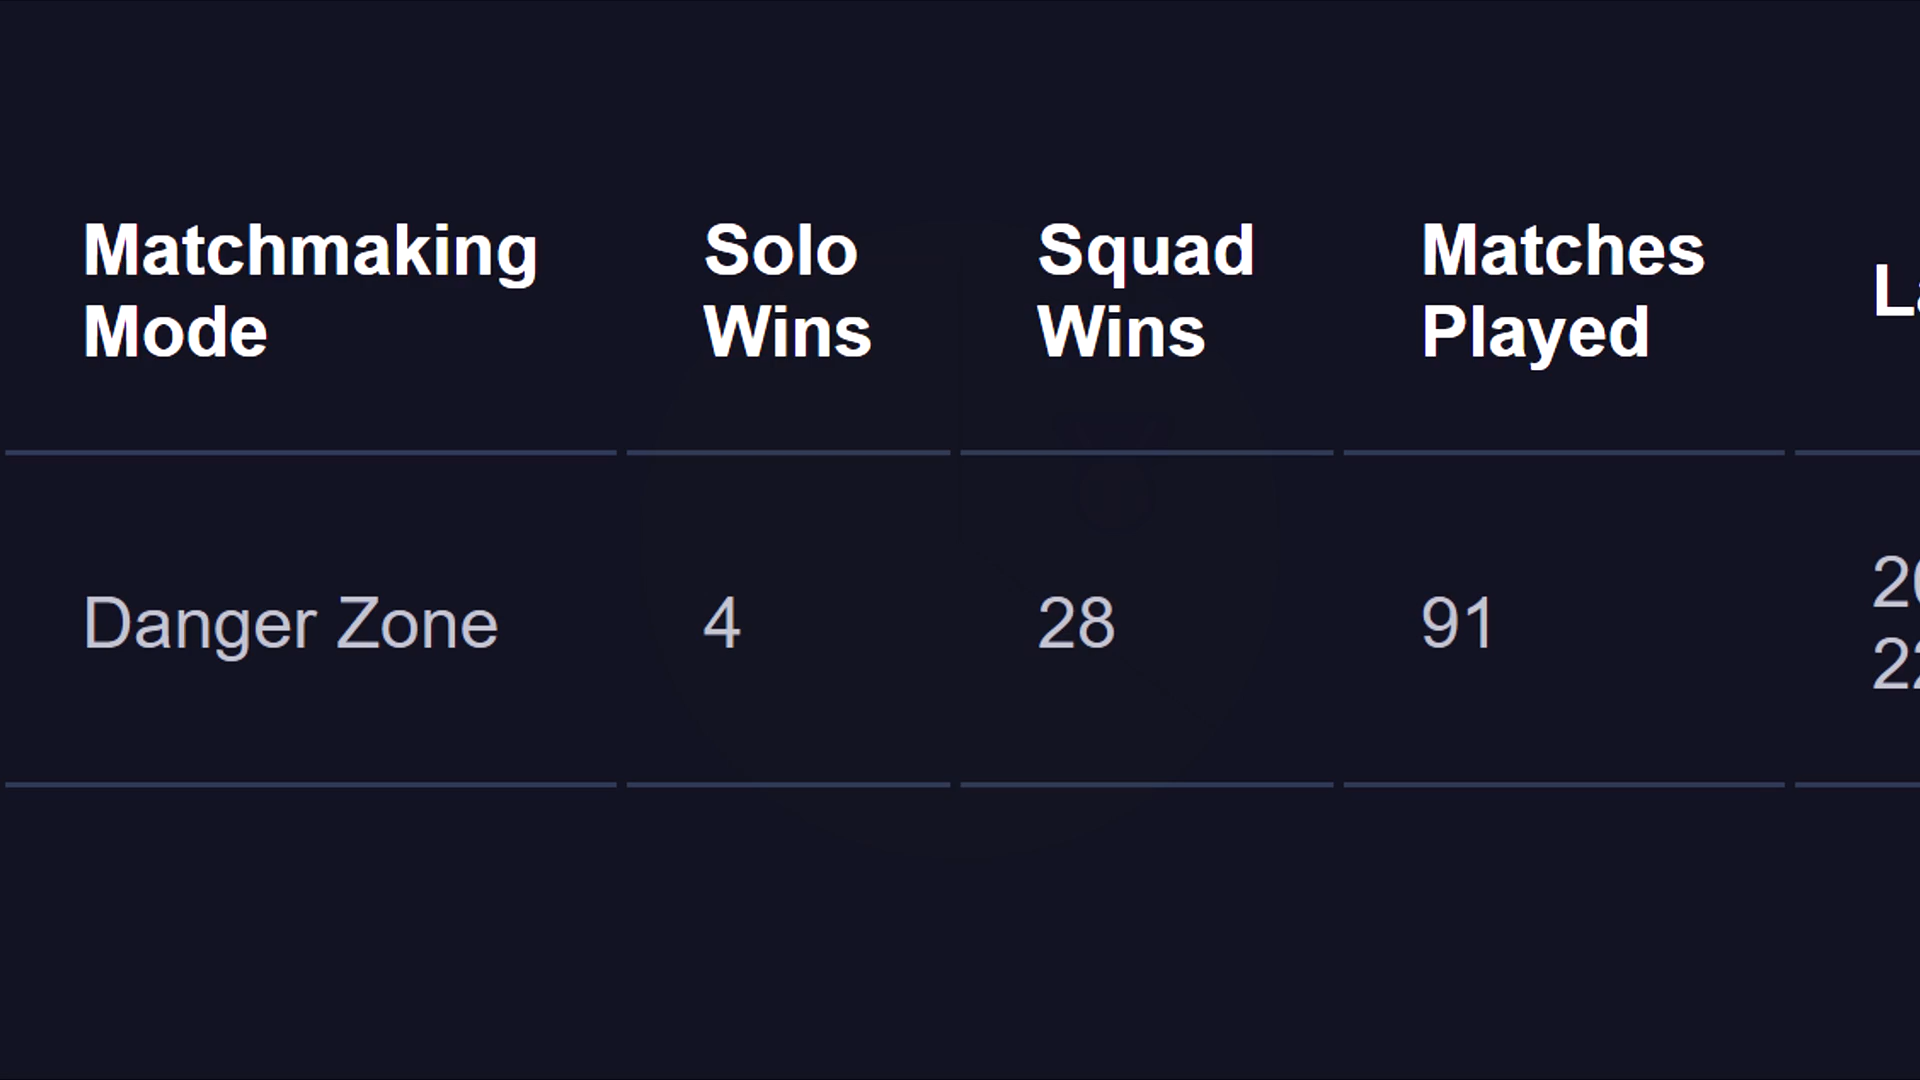 Matchmaking Mode
Solo Wins
Squad Wins
Matches Played
Danger Zone
4
28
91